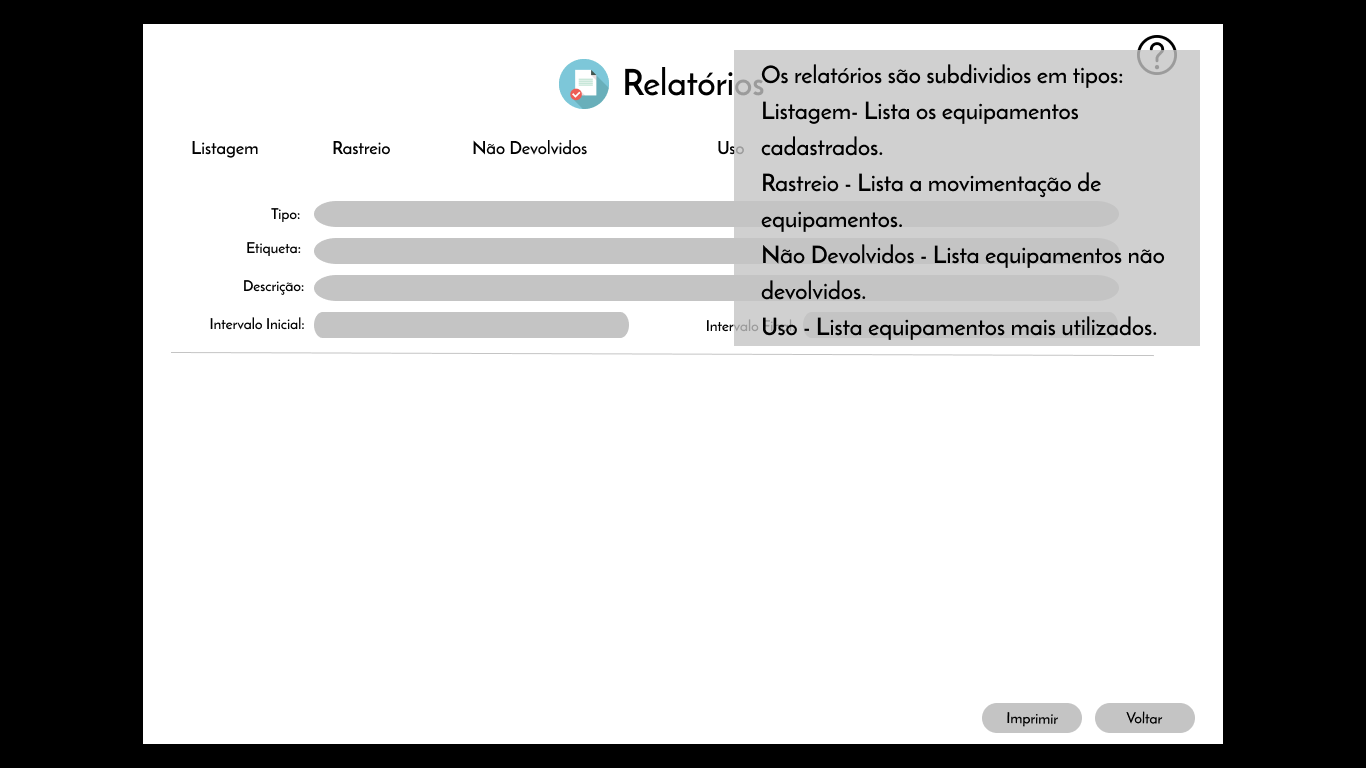 ?
Relatórios
Os relatórios são subdividios em tipos:
Listagem- Lista os equipamentos
cadastrados.
Rastreio - Lista a movimentação de
equipamentos.
Não Devolvidos - Lista equipamentos não
devolvidos.
Uso - Lista equipamentos mais utilizados.
Listagem Rastreio Não Devolvidos Uso
Tipo:
Etiqueta:
Descrição:
Intervalo Inicial: Intervalo
Imprimir Voltar